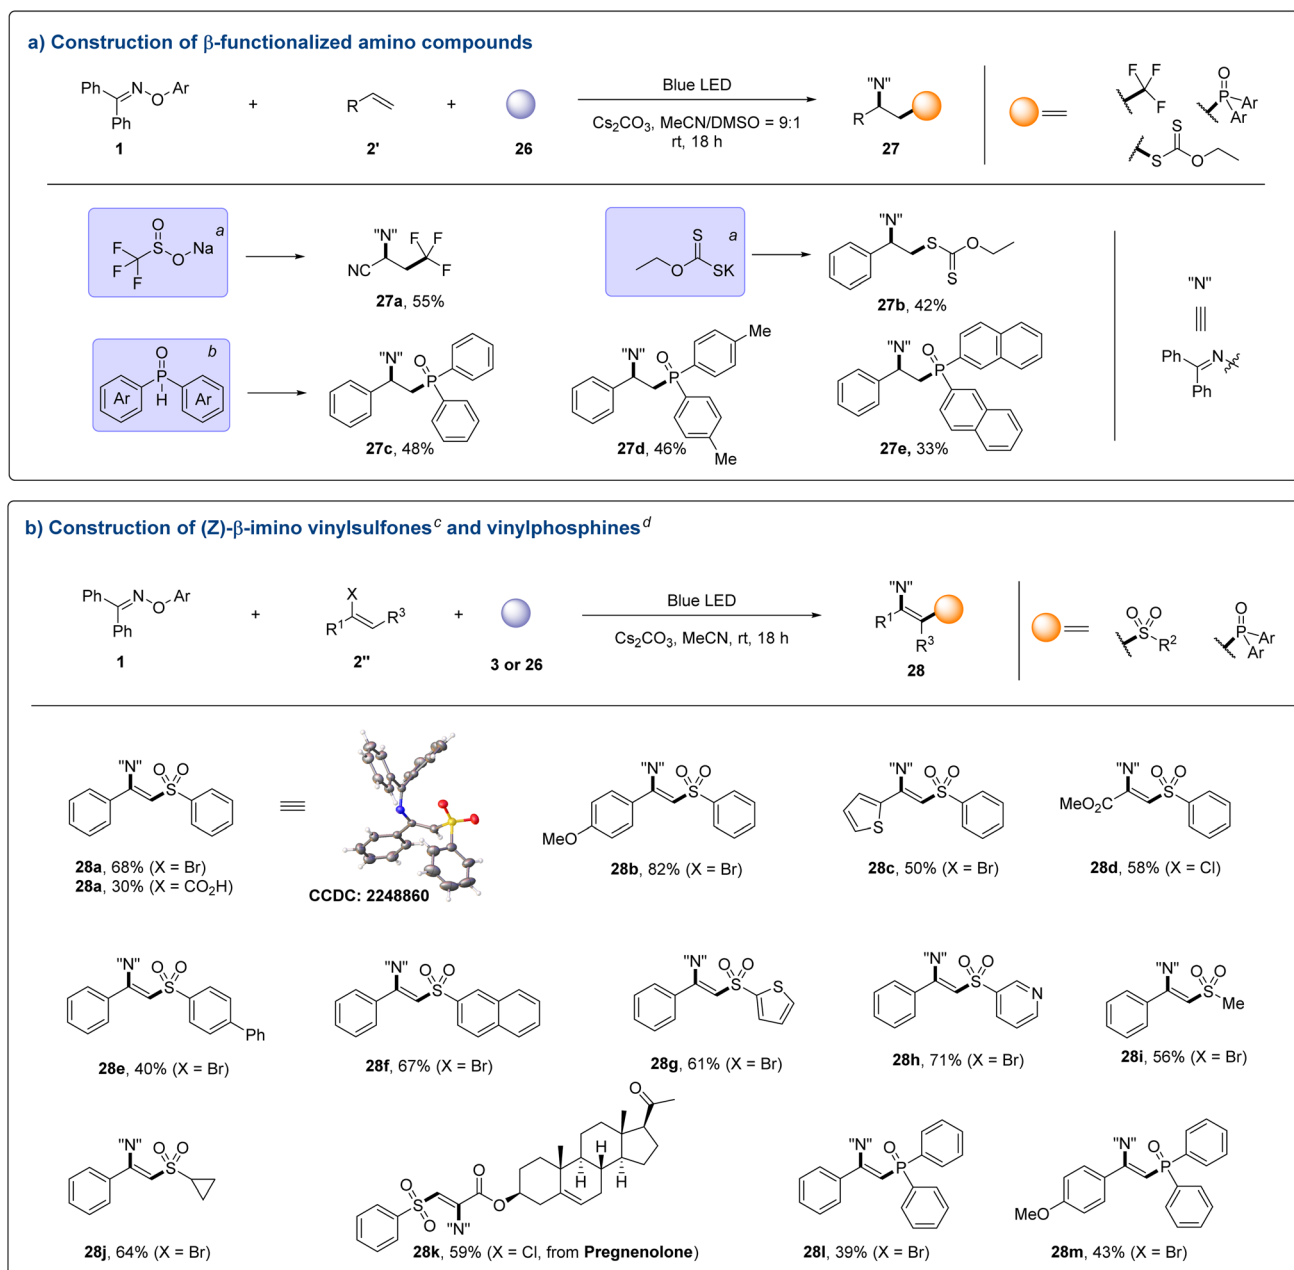 a) Construction of β-functionalized amino compounds
Ph N O Ar
Ph
1
+
R
2'
+
26
Blue LED
Cs2CO3, MeCN/DMSO = 9:1
rt, 18 h
"N"
R
27
F F F
O P Ar Ar
S S O
O S F F F O Na a
"N" NC F F F
27a, 55%
S O SK a
"N" S O S
27b, 42%
"N"
Ph N
Ph
O P H Ar Ar b
"N" O P
27c, 48%
"N" O P Me Me
27d, 46%
"N" O P
27e, 33%
b) Construction of (Z)-β-imino vinylsulfones c and vinylphosphines d
Ph N O Ar
Ph
1
+
X
R1 R3
2''
+
3 or 26
Blue LED
Cs2CO3, MeCN, rt, 18 h
"N"
R1
R3
28
O O S R2
O P Ar Ar
"N" O O S
28a, 68% (X = Br)
28a, 30% (X = CO2H)
CCDC: 2248860
"N" O O S MeO
28b, 82% (X = Br)
"N" O O S S
28c, 50% (X = Br)
"N" O O S MeO2C
28d, 58% (X = Cl)
"N" O O S Ph
28e, 40% (X = Br)
"N" O O S
28f, 67% (X = Br)
"N" O O S S
28g, 61% (X = Br)
"N" O O S N
28h, 71% (X = Br)
"N" O O S Me
28i, 56% (X = Br)
"N" O O S
28j, 64% (X = Br)
O H H H O O O S O "N"
28k, 59% (X = Cl, from Pregnenolone)
"N" O P
28l, 39% (X = Br)
"N" O P MeO
28m, 43% (X = Br)